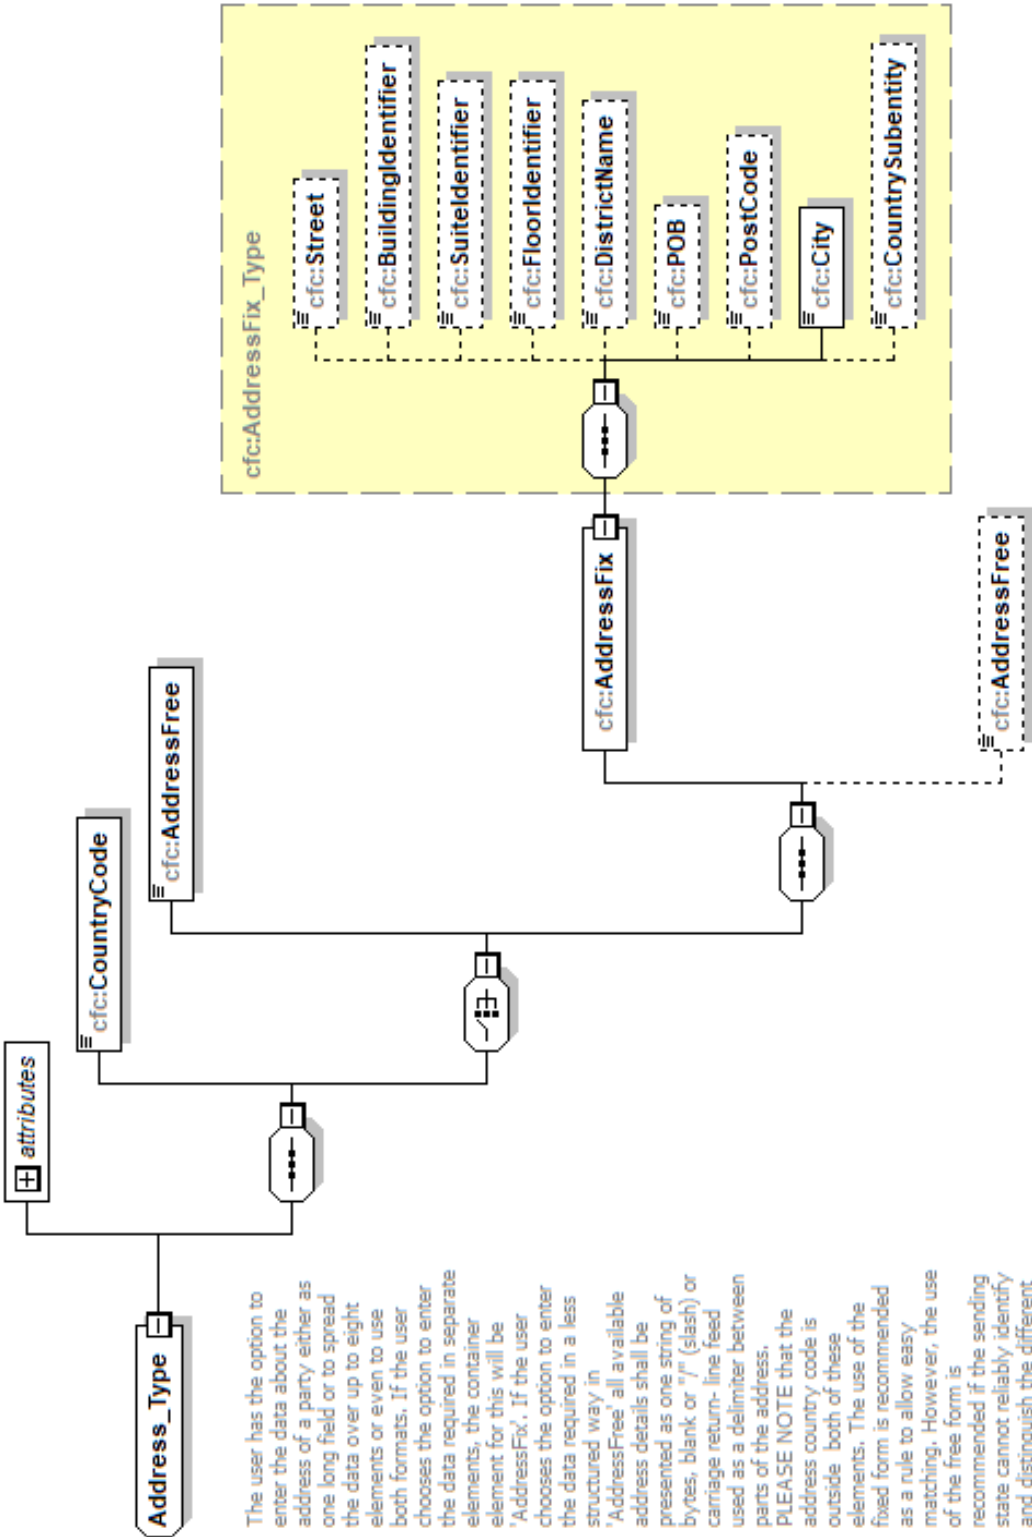 Address_Type
The user has the option to
enter the data about the
address of a party either as
one long field or to spread
the data over up to eight
elements or even to use
both formats. If the user
chooses the option to enter
the data required in separate
elements, the container
element for this will be
'AddressFix'. If the user
chooses the option to enter
the data required in a less
structured way in
'AddressFree' all available
address details shall be
presented as one string of
bytes, blank or "/" (slash) or
carriage return- line feed
used as a delimiter between
parts of the address.
PLEASE NOTE that the
address country code is
outside both of these
elements. The use of the
fixed form is recommended
as a rule to allow easy
matching. However, the use
of the free form is
recommended if the sending
state cannot reliably identify
and distinguish the different
attributes
cfc:CountryCode
cfc:AddressFree
cfc:AddressFix
cfc:AddressFix_Type
cfc:Street
cfc:BuildingIdentifier
cfc:SuiteIdentifier
cfc:FloorIdentifier
cfc:DistrictName
cfc:POB
cfc:PostCode
cfc:City
cfc:CountrySubentity
cfc:AddressFree